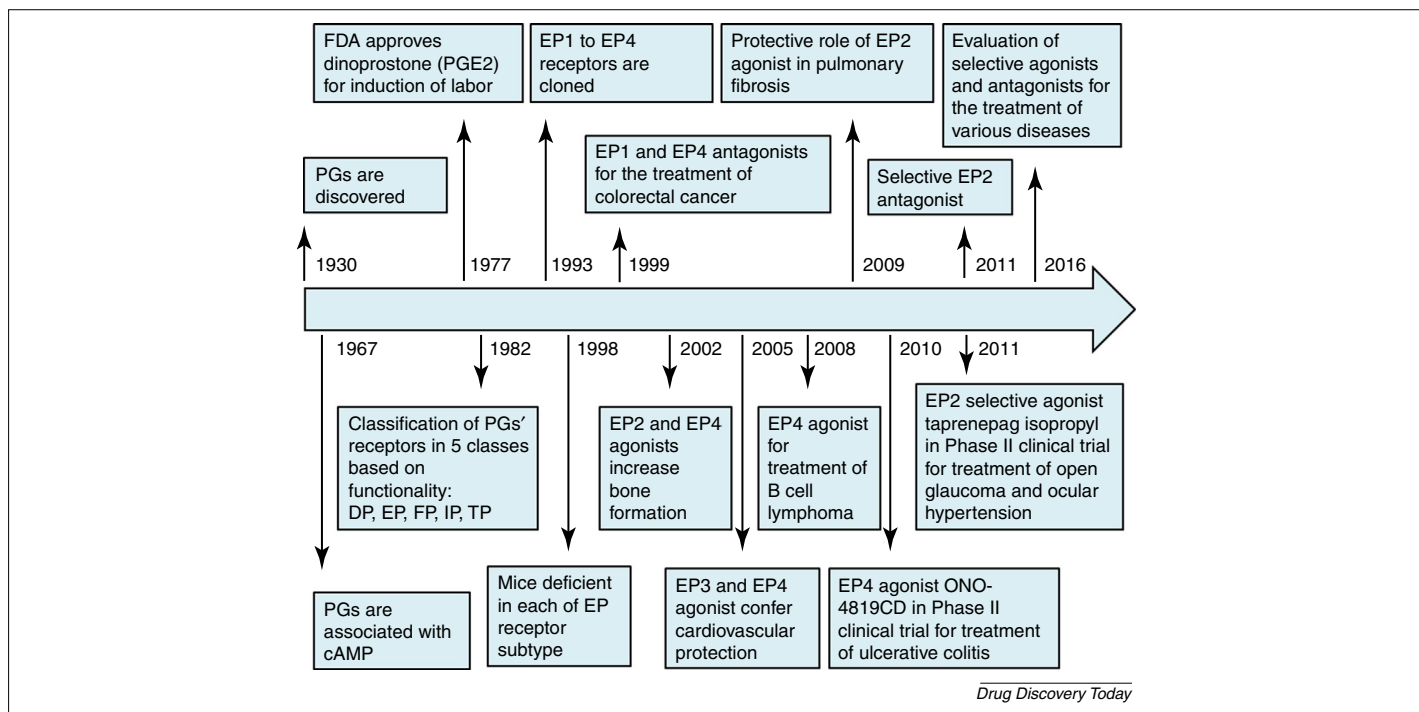 FDA approves
dinoprostone (PGE2)
for induction of labor
EP1 to EP4
receptors are
cloned
Protective role of EP2
agonist in pulmonary
fibrosis
Evaluation of
selective agonists
and antagonists for
the treatment of
various diseases
PGs are
discovered
EP1 and EP4 antagonists
for the treatment of
colorectal cancer
Selective EP2
antagonist
1930
1977
1993
1999
2009
2011
2016
1967
1982
1998
2002
2005
2008
2010
2011
Classification of PGs′
receptors in 5 classes
based on
functionality:
DP, EP, FP, IP, TP
EP2 and EP4
agonists
increase
bone
formation
EP4 agonist
for
treatment of
B cell
lymphoma
EP2 selective agonist
taprenepag isopropyl
in Phase II clinical trial
for treatment of open
glaucoma and ocular
hypertension
PGs are
associated with
cAMP
Mice deficient
in each of EP
receptor
subtype
EP3 and EP4
agonist confer
cardiovascular
protection
EP4 agonist ONO-
4819CD in Phase II
clinical trial for treatment
of ulcerative colitis
Drug Discovery Today